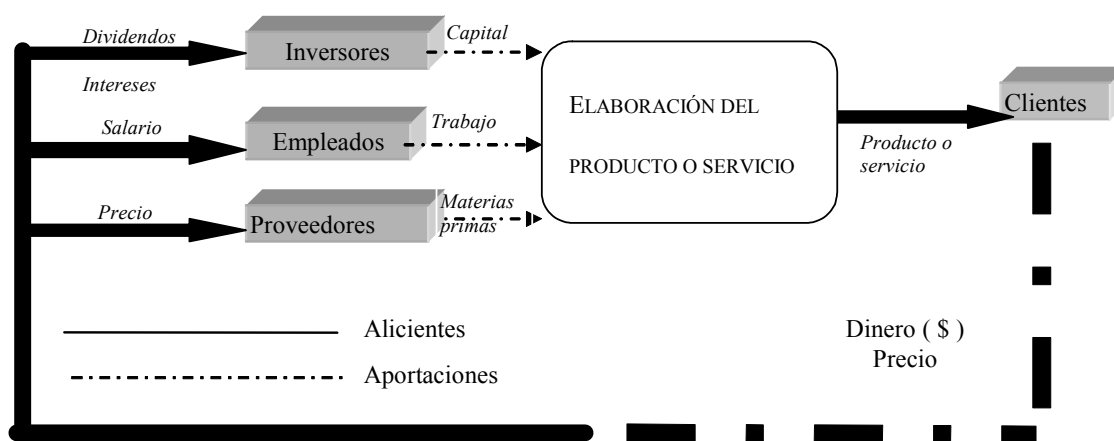 Dividendos
Inversores
Capital
Intereses
Salario
Empleados
Trabajo
Precio
Proveedores
Materias
primas
ELABORACIÓN DEL
PRODUCTO O SERVICIO
Producto o
servicio
Clientes
Alicientes
Aportaciones
Dinero ( $ )
Precio